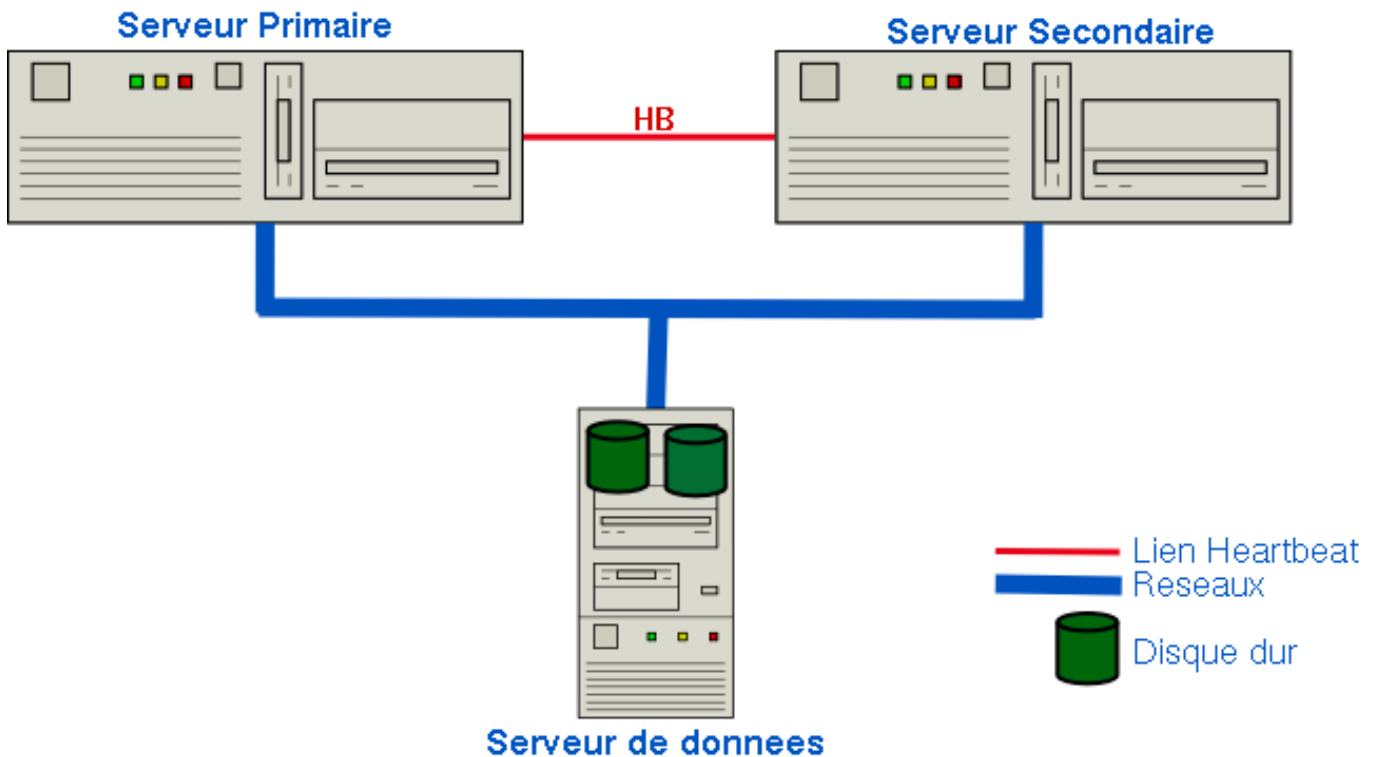 Serveur Primaire
Serveur Secondaire
HB
Lien Heartbeat
Reseaux
Disque dur
Serveur de donnees